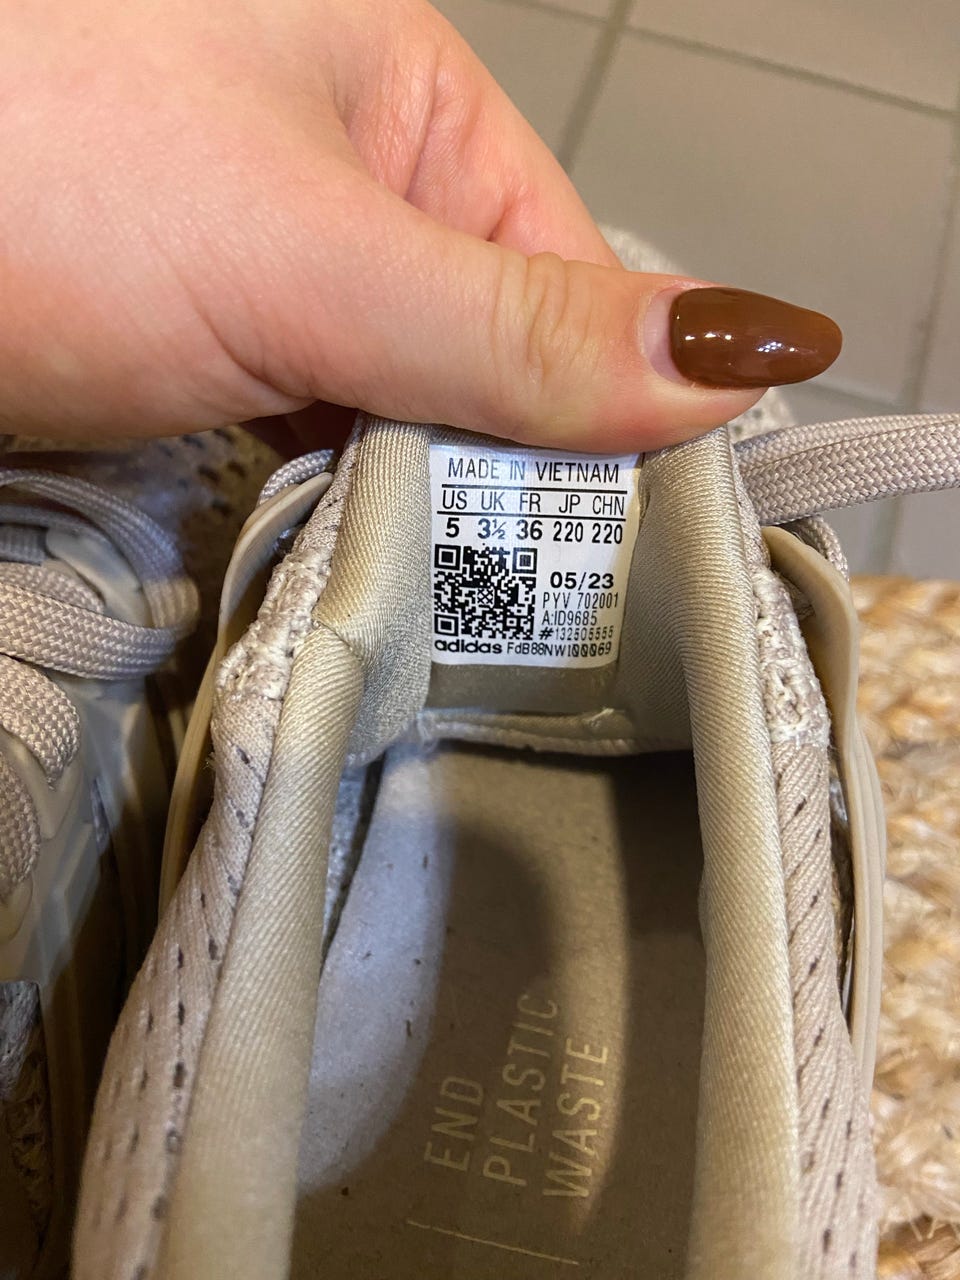 MADE IN VIETNAM
US UK FR JP CHN
5 3½ 36 220 220
05/23
PYV 702001
A:ID9685
#132505555
adidas FdB88NW100069
END
PLASTIC
WASTE